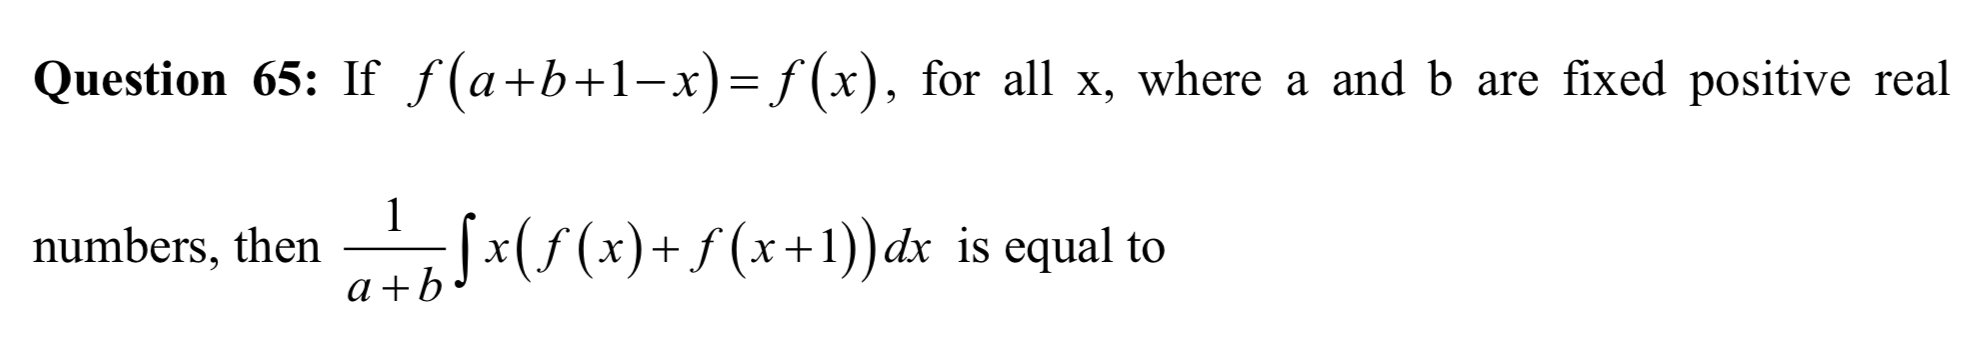 Question 65: If f(a+b+1−x)=f(x), for all x, where a and b are fixed positive real
numbers, then \frac{1}{a+b}∫x(f(x)+f(x+1))dx is equal to